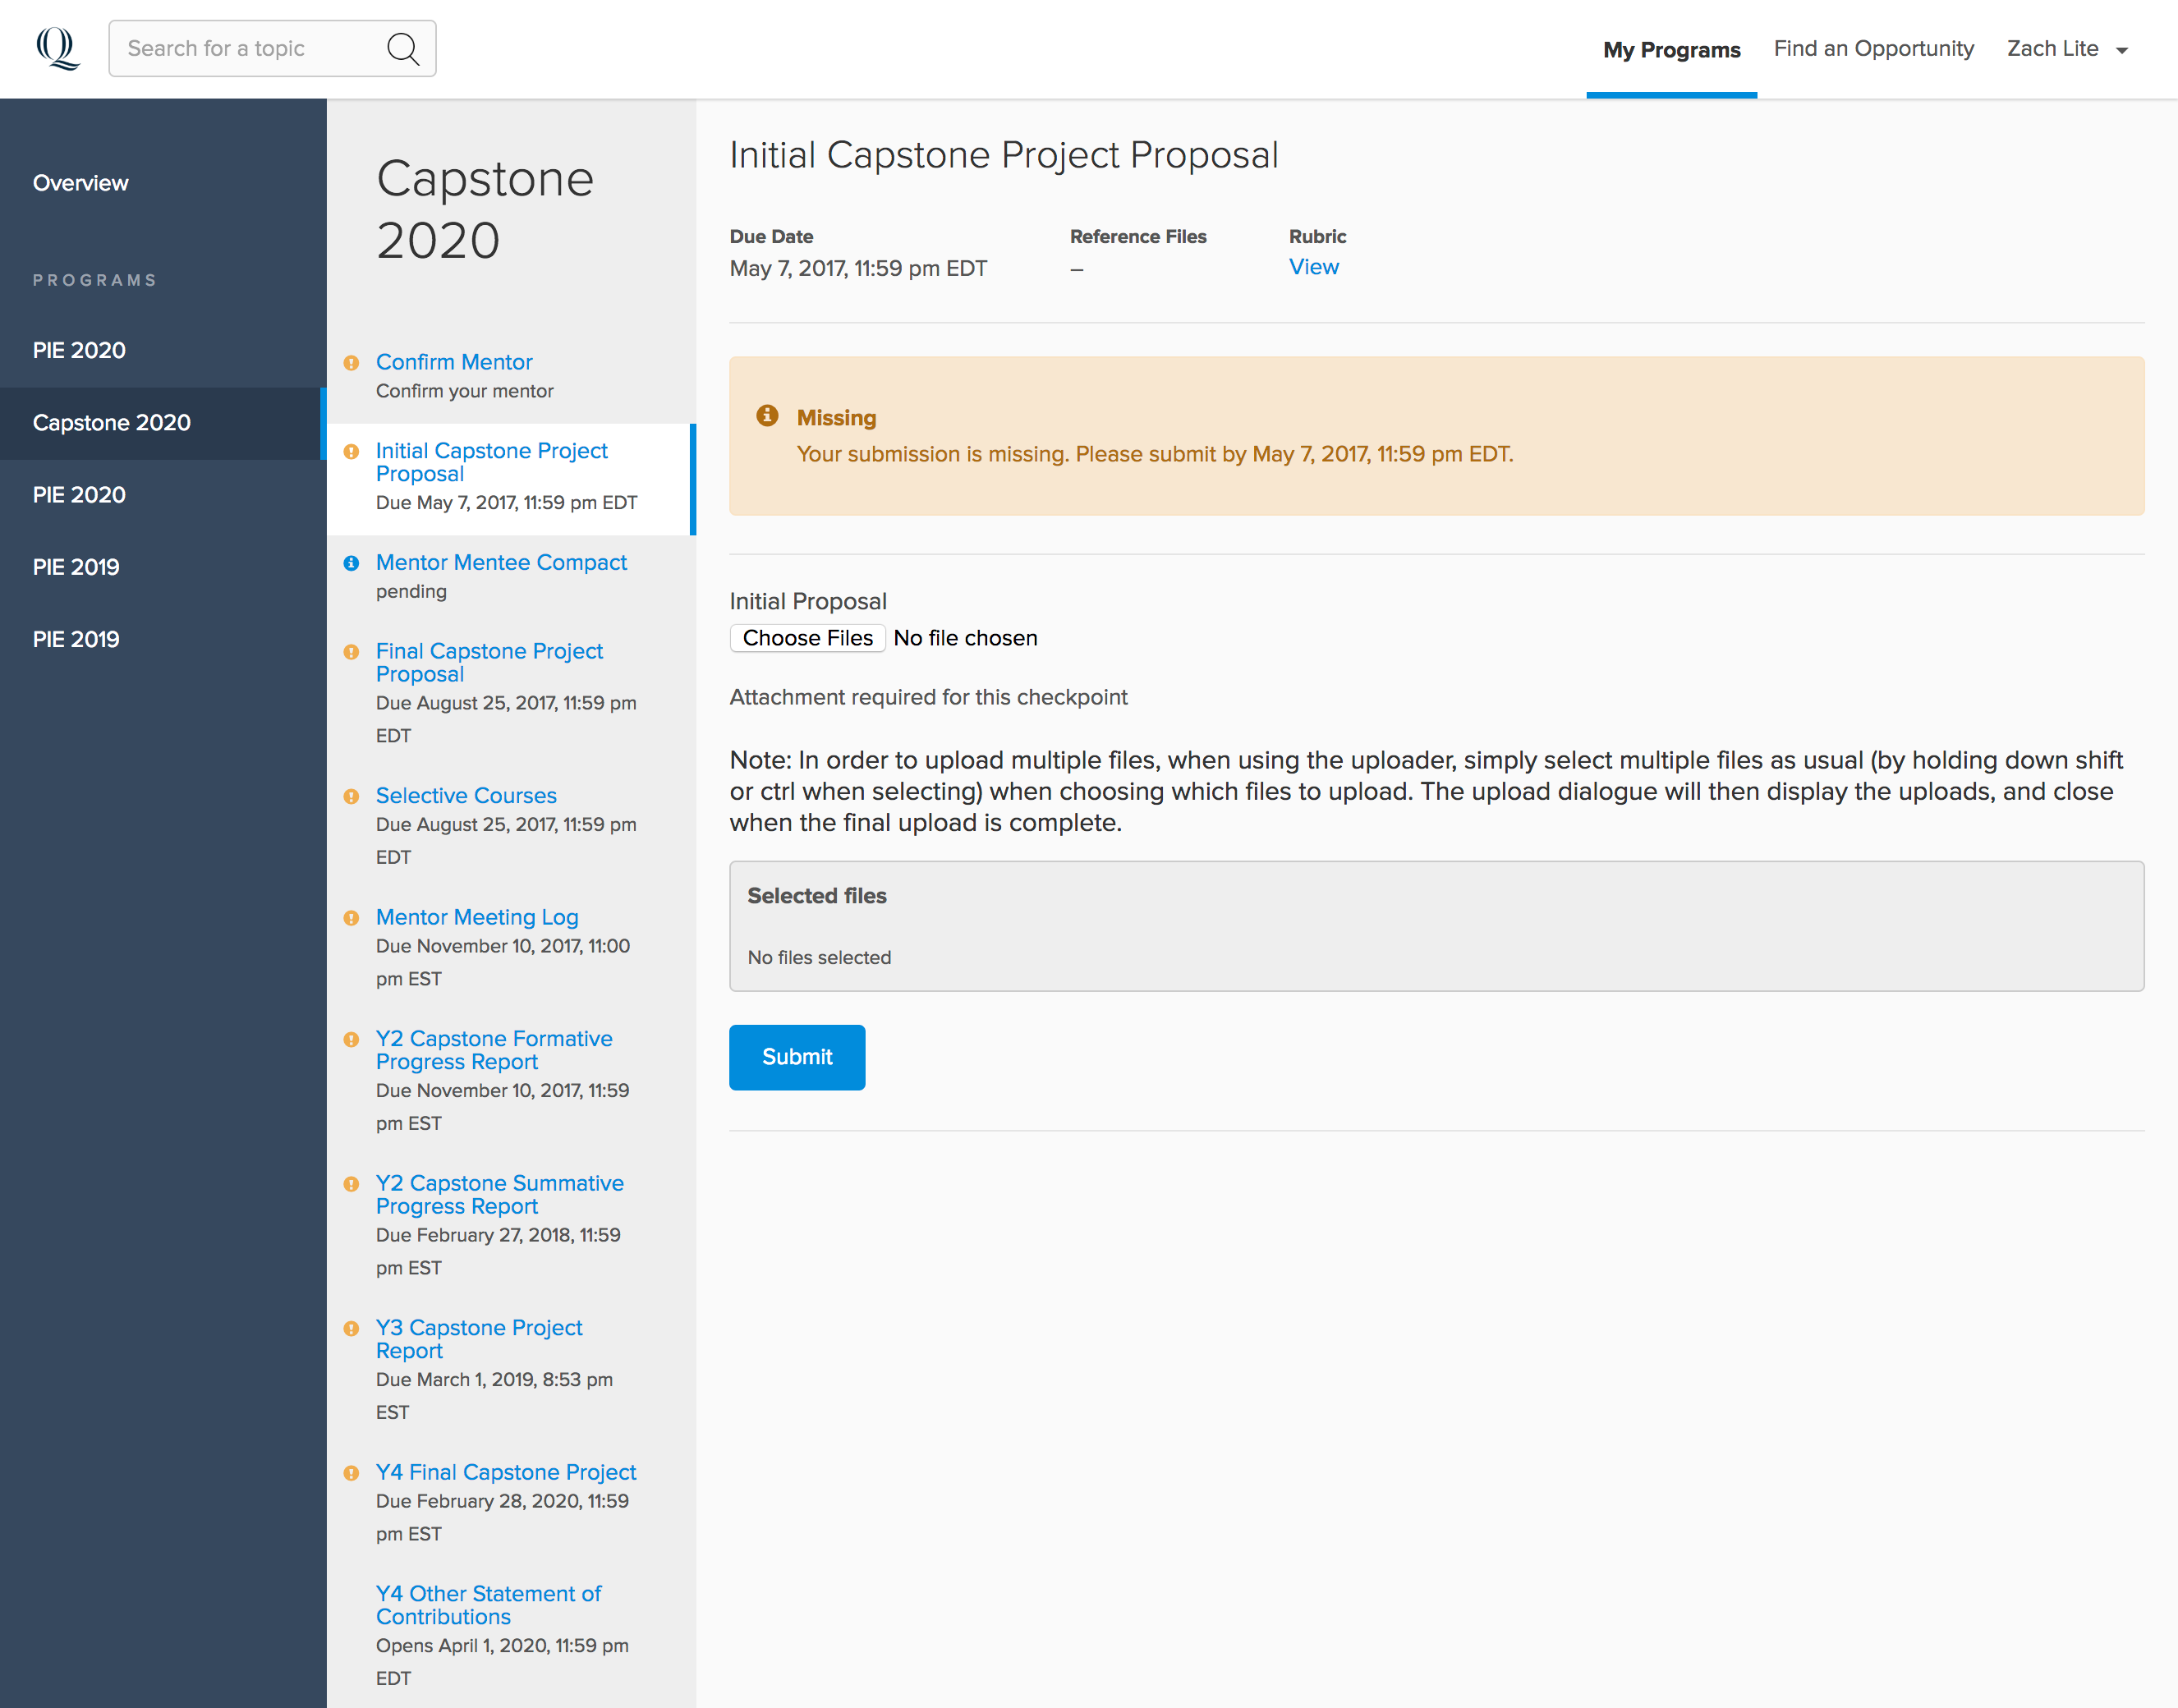 Q
Search for a topic
My Programs
Find an Opportunity
Zach Lite
Overview
PROGRAMS
PIE 2020
Capstone 2020
PIE 2020
PIE 2019
PIE 2019
Capstone
2020
Confirm Mentor
Confirm your mentor
Initial Capstone Project
Proposal
Due May 7, 2017, 11:59 pm EDT
Mentor Mentee Compact
pending
Final Capstone Project
Proposal
Due August 25, 2017, 11:59 pm
EDT
Selective Courses
Due August 25, 2017, 11:59 pm
EDT
Mentor Meeting Log
Due November 10, 2017, 11:00
pm EST
Y2 Capstone Formative
Progress Report
Due November 10, 2017, 11:59
pm EST
Y2 Capstone Summative
Progress Report
Due February 27, 2018, 11:59
pm EST
Y3 Capstone Project
Report
Due March 1, 2019, 8:53 pm
EST
Y4 Final Capstone Project
Due February 28, 2020, 11:59
pm EST
Y4 Other Statement of
Contributions
Opens April 1, 2020, 11:59 pm
EDT
Initial Capstone Project Proposal
Due Date
May 7, 2017, 11:59 pm EDT
Reference Files
–
Rubric
View
Missing
Your submission is missing. Please submit by May 7, 2017, 11:59 pm EDT.
Initial Proposal
Choose Files No file chosen
Attachment required for this checkpoint
Note: In order to upload multiple files, when using the uploader, simply select multiple files as usual (by holding down shift
or ctrl when selecting) when choosing which files to upload. The upload dialogue will then display the uploads, and close
when the final upload is complete.
Selected files
No files selected
Submit